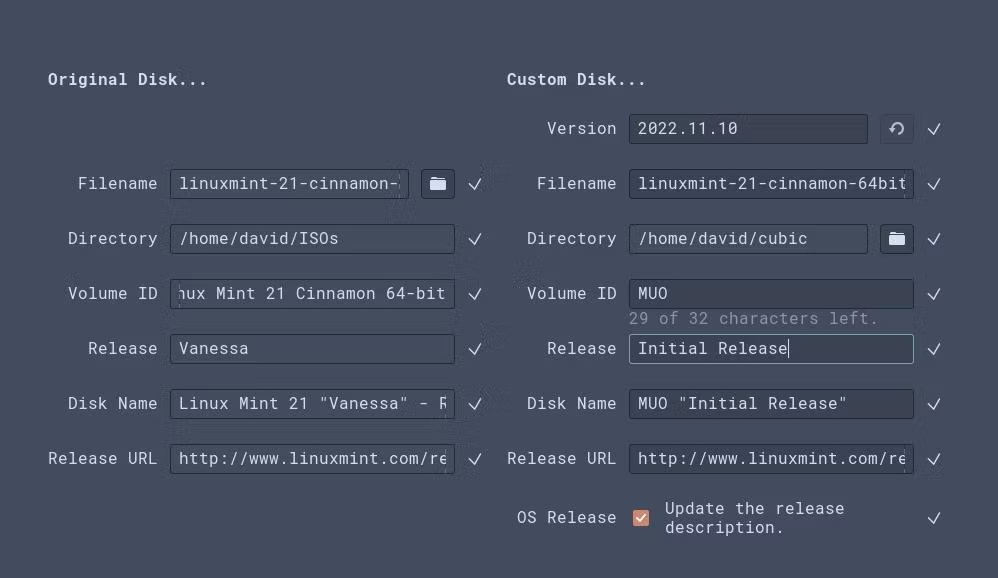 Original Disk...
Custom Disk...
Version 2022.11.10
Filename linuxmint-21-cinnamon-
Filename linuxmint-21-cinnamon-64bit
Directory /home/david/ISOs
Directory /home/david/cubic
Volume ID nux Mint 21 Cinnamon 64-bit
Volume ID MUO
29 of 32 characters left.
Release Vanessa
Release Initial Release
Disk Name Linux Mint 21 "Vanessa" - R
Disk Name MUO "Initial Release"
Release URL http://www.linuxmint.com/re
Release URL http://www.linuxmint.com/re
OS Release Update the release
description.